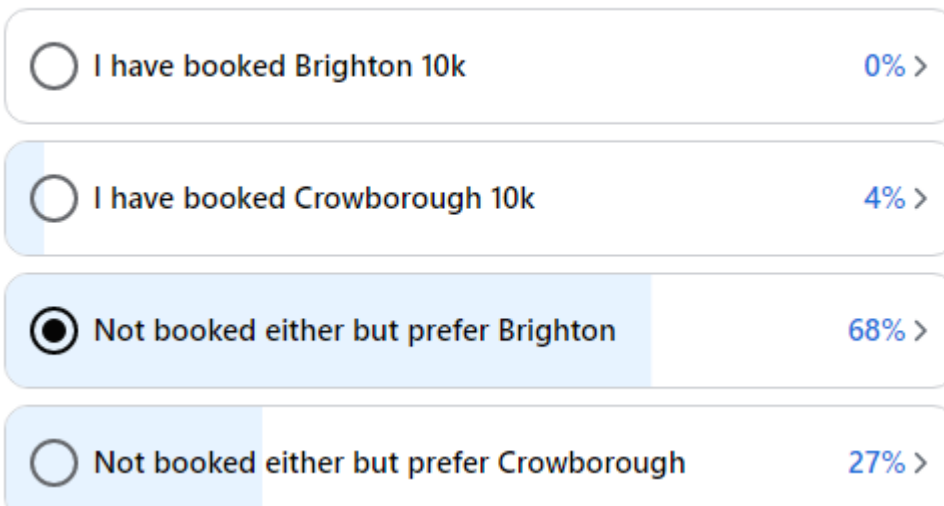 I have booked Brighton 10k 0% >
I have booked Crowborough 10k 4% >
Not booked either but prefer Brighton 68% >
Not booked either but prefer Crowborough 27% >